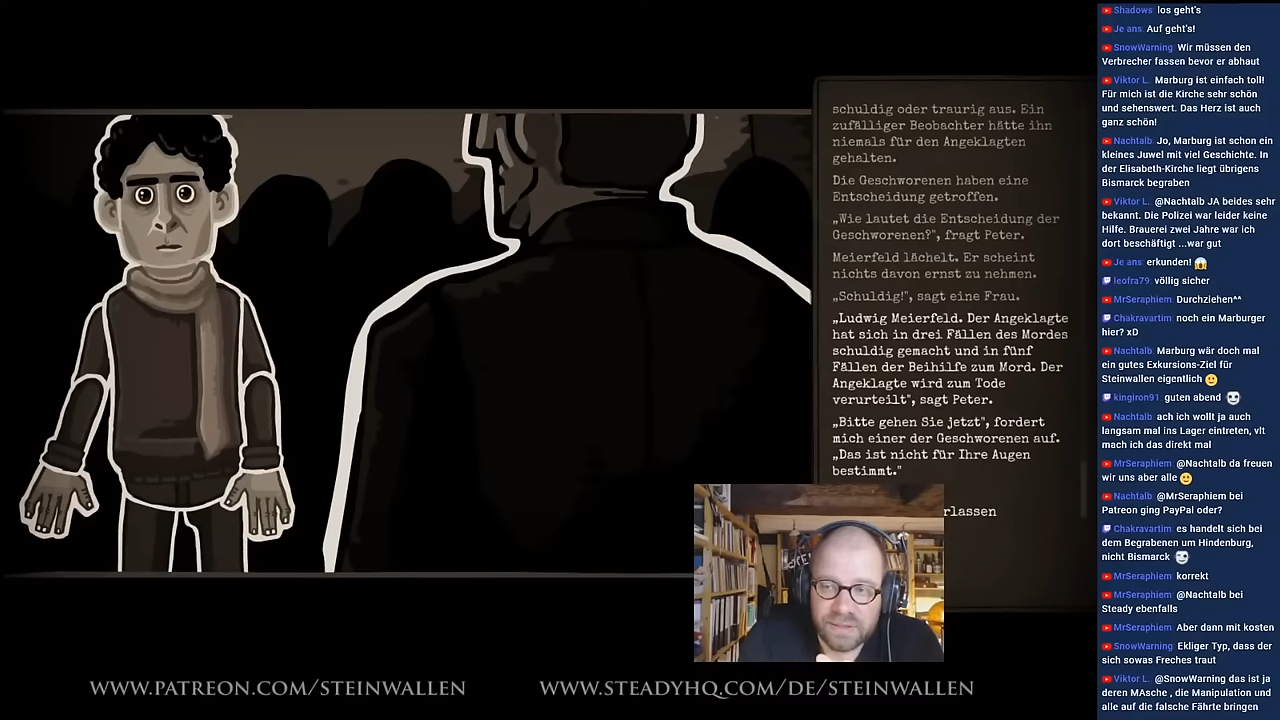 schuldig oder traurig aus. Ein
zufälliger Beobachter hätte ihn
niemals für den Angeklagten
gehalten.
Die Geschworenen haben eine
Entscheidung getroffen.
„Wie lautet die Entscheidung der
Geschworenen?", fragt Peter.
Meierfeld lächelt. Er scheint
nichts davon ernst zu nehmen.
„Schuldig!", sagt eine Frau.
„Ludwig Meierfeld. Der Angeklagte
hat sich in drei Fällen des Mordes
schuldig gemacht und in fünf
Fällen der Beihilfe zum Mord. Der
Angeklagte wird zum Tode
verurteilt", sagt Peter.
„Bitte gehen Sie jetzt", fordert
mich einer der Geschworenen auf.
„Das ist nicht für Ihre Augen
bestimmt."
rlassen
WWW.PATREON.COM/STEINWALLEN
WWW.STEADYHQ.COM/DE/STEINWALLEN
Shadows los geht's
Je ans Auf geht's!
SnowWarning Wir müssen den
Verbrecher fassen bevor er abhaut
Viktor L. Marburg ist einfach toll!
Für mich ist die Kirche sehr schön
und sehenswert. Das Herz ist auch
ganz schön!
Nachtalb Jo, Marburg ist schon ein
kleines Juwel mit viel Geschichte. In
der Elisabeth-Kirche liegt übrigens
Bismarck begraben
Viktor L. @Nachtalb JA beides sehr
bekannt. Die Polizei war leider keine
Hilfe. Brauerei zwei Jahre war ich
dort beschäftigt ...war gut
Je ans erkunden! 😱
leofra79 völlig sicher
MrSeraphiem Durchziehen^^
Chakravartim noch ein Marburger
hier? xD
Nachtalb Marburg wär doch mal
ein gutes Exkursions-Ziel für
Steinwallen eigentlich 🙂
kingiron91 guten abend
Nachtalb ach ich wollt ja auch
langsam mal ins Lager eintreten, vlt
mach ich das direkt mal
MrSeraphiem @Nachtalb da freuen
wir uns aber alle 🙂
Nachtalb @MrSeraphiem bei
Patreon ging PayPal oder?
Chakravartim es handelt sich bei
dem Begrabenen um Hindenburg,
nicht Bismarck
MrSeraphiem korrekt
MrSeraphiem @Nachtalb bei
Steady ebenfalls
MrSeraphiem Aber dann mit kosten
SnowWarning Ekliger Typ, dass der
sich sowas Freches traut
Viktor L. @SnowWarning das ist ja
deren MAsche , die Manipulation und
alle auf die falsche Fährte bringen